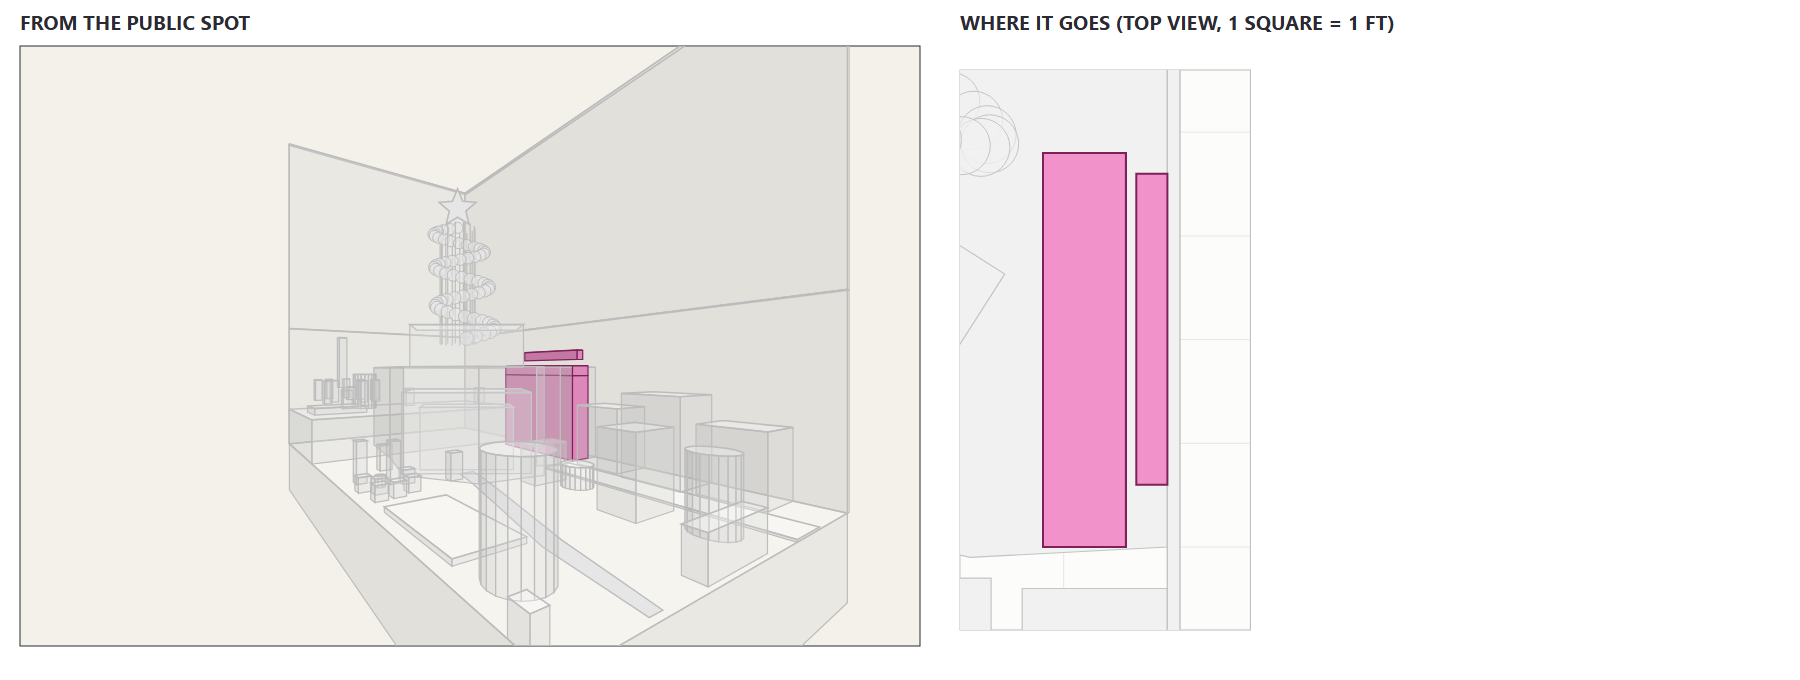 FROM THE PUBLIC SPOT
WHERE IT GOES (TOP VIEW, 1 SQUARE = 1 FT)